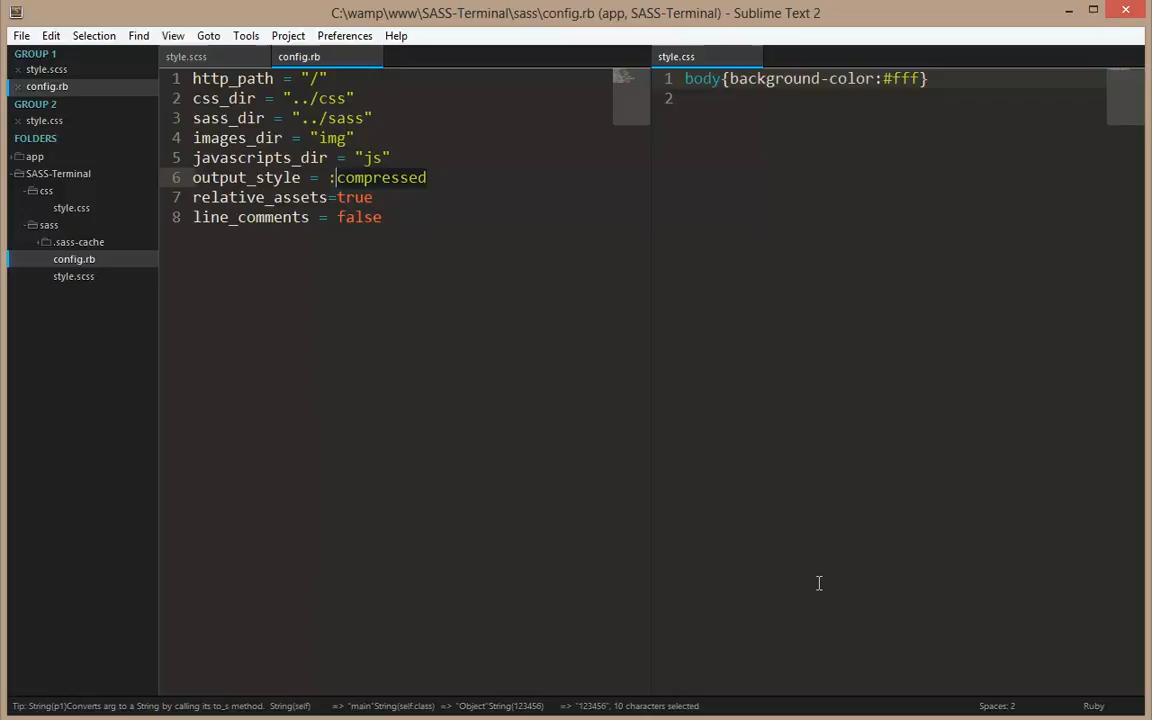 C:\wamp\www\SASS-Terminal\sass\config.rb (app, SASS-Terminal) - Sublime Text 2
File Edit Selection Find View Goto Tools Project Preferences Help
GROUP 1
style.scss
config.rb
GROUP 2
style.css
FOLDERS
app
SASS-Terminal
css
style.css
sass
.sass-cache
config.rb
style.scss
style.scss config.rb
1 http_path = "/"
2 css_dir = "../css"
3 sass_dir = "../sass"
4 images_dir = "img"
5 javascripts_dir = "js"
6 output_style = :compressed
7 relative_assets=true
8 line_comments = false
style.css
1 body{background-color:#fff}
2
Tip: String(p1)Converts arg to a String by calling its to_s method. String(self) => "main"String(self.class) => "Object"String(123456) => "123456", 10 characters selected
Spaces: 2 Ruby